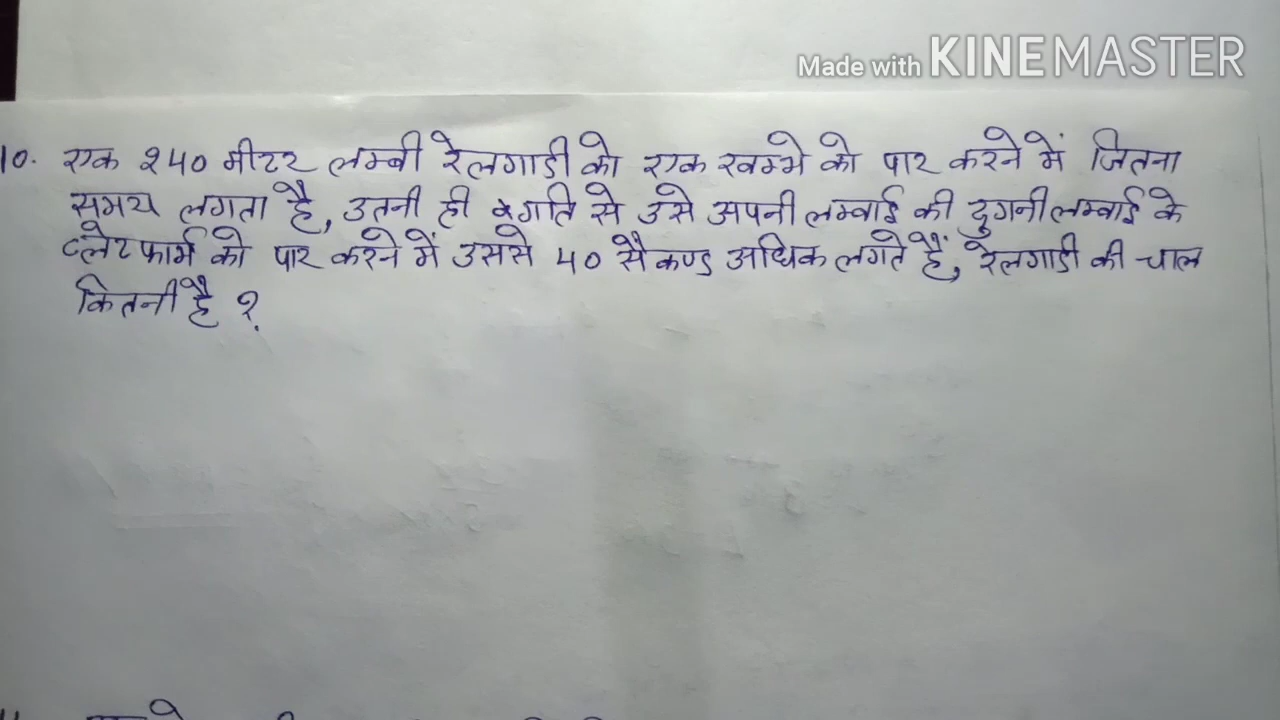 Made with KINEMASTER
10. एक 240 मीटर लम्बी रेलगाडी को एक खम्भे को पार करने में जितना
समय लगता है, उतनी ही गति से उसे अपनी लम्बाई की दुगनी लम्बाई के
प्लेटफार्म को पार करने में उससे 40 सैकण्ड अधिक लगते हैं, रेलगाडी की चाल
कितनी है ?